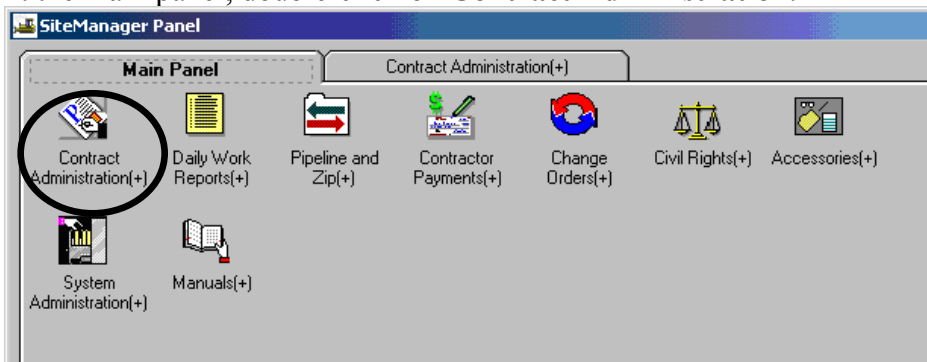 SiteManager Panel
Main Panel Contract Administration(+)
Contract Daily Work Pipeline and Contractor Change Civil Rights(+) Accessories(+)
Administration(+) Reports(+) Zip(+) Payments(+) Orders(+)
System Manuals(+)
Administration(+)